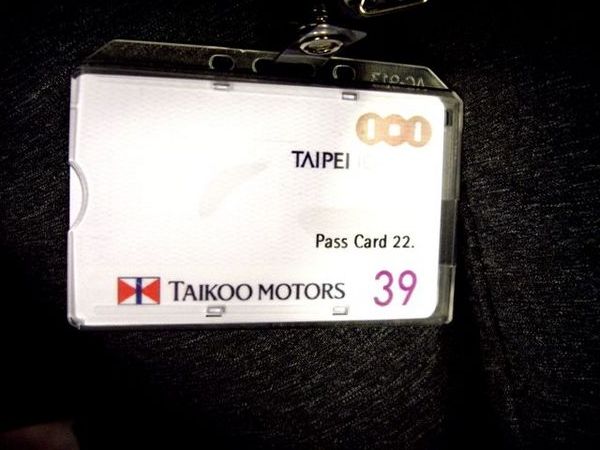 TAIPEI
Pass Card 22.
TAIKOO MOTORS 39